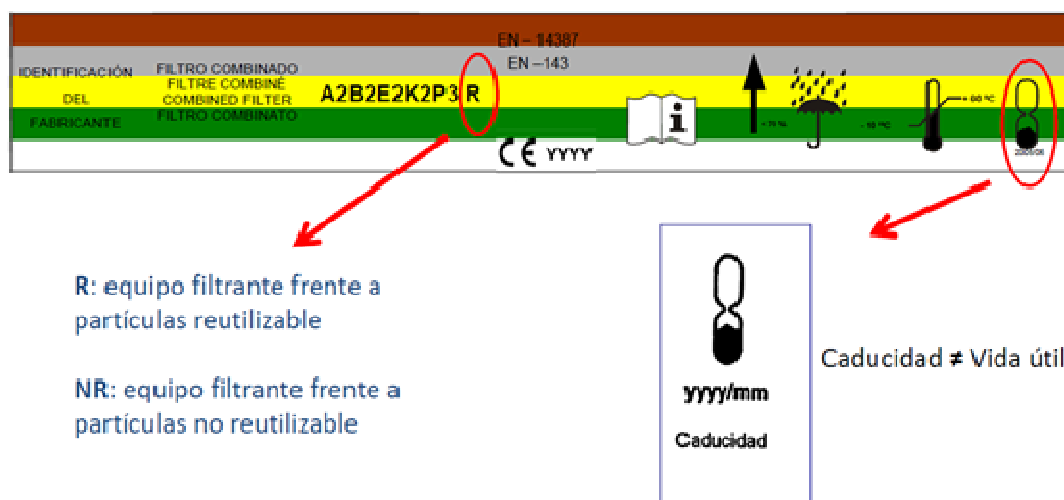 EN – 14387
EN –143
IDENTIFICACIÓN
DEL
FABRICANTE
FILTRO COMBINADO
FILTRE COMBINÉ
COMBINED FILTER
FILTRO COMBINATO
A2B2E2K2P3 R
i
CE YYYY
R: equipo filtrante frente a
partículas reutilizable
NR: equipo filtrante frente a
partículas no reutilizable
yyyy/mm
Caducidad
Caducidad ≠ Vida útil